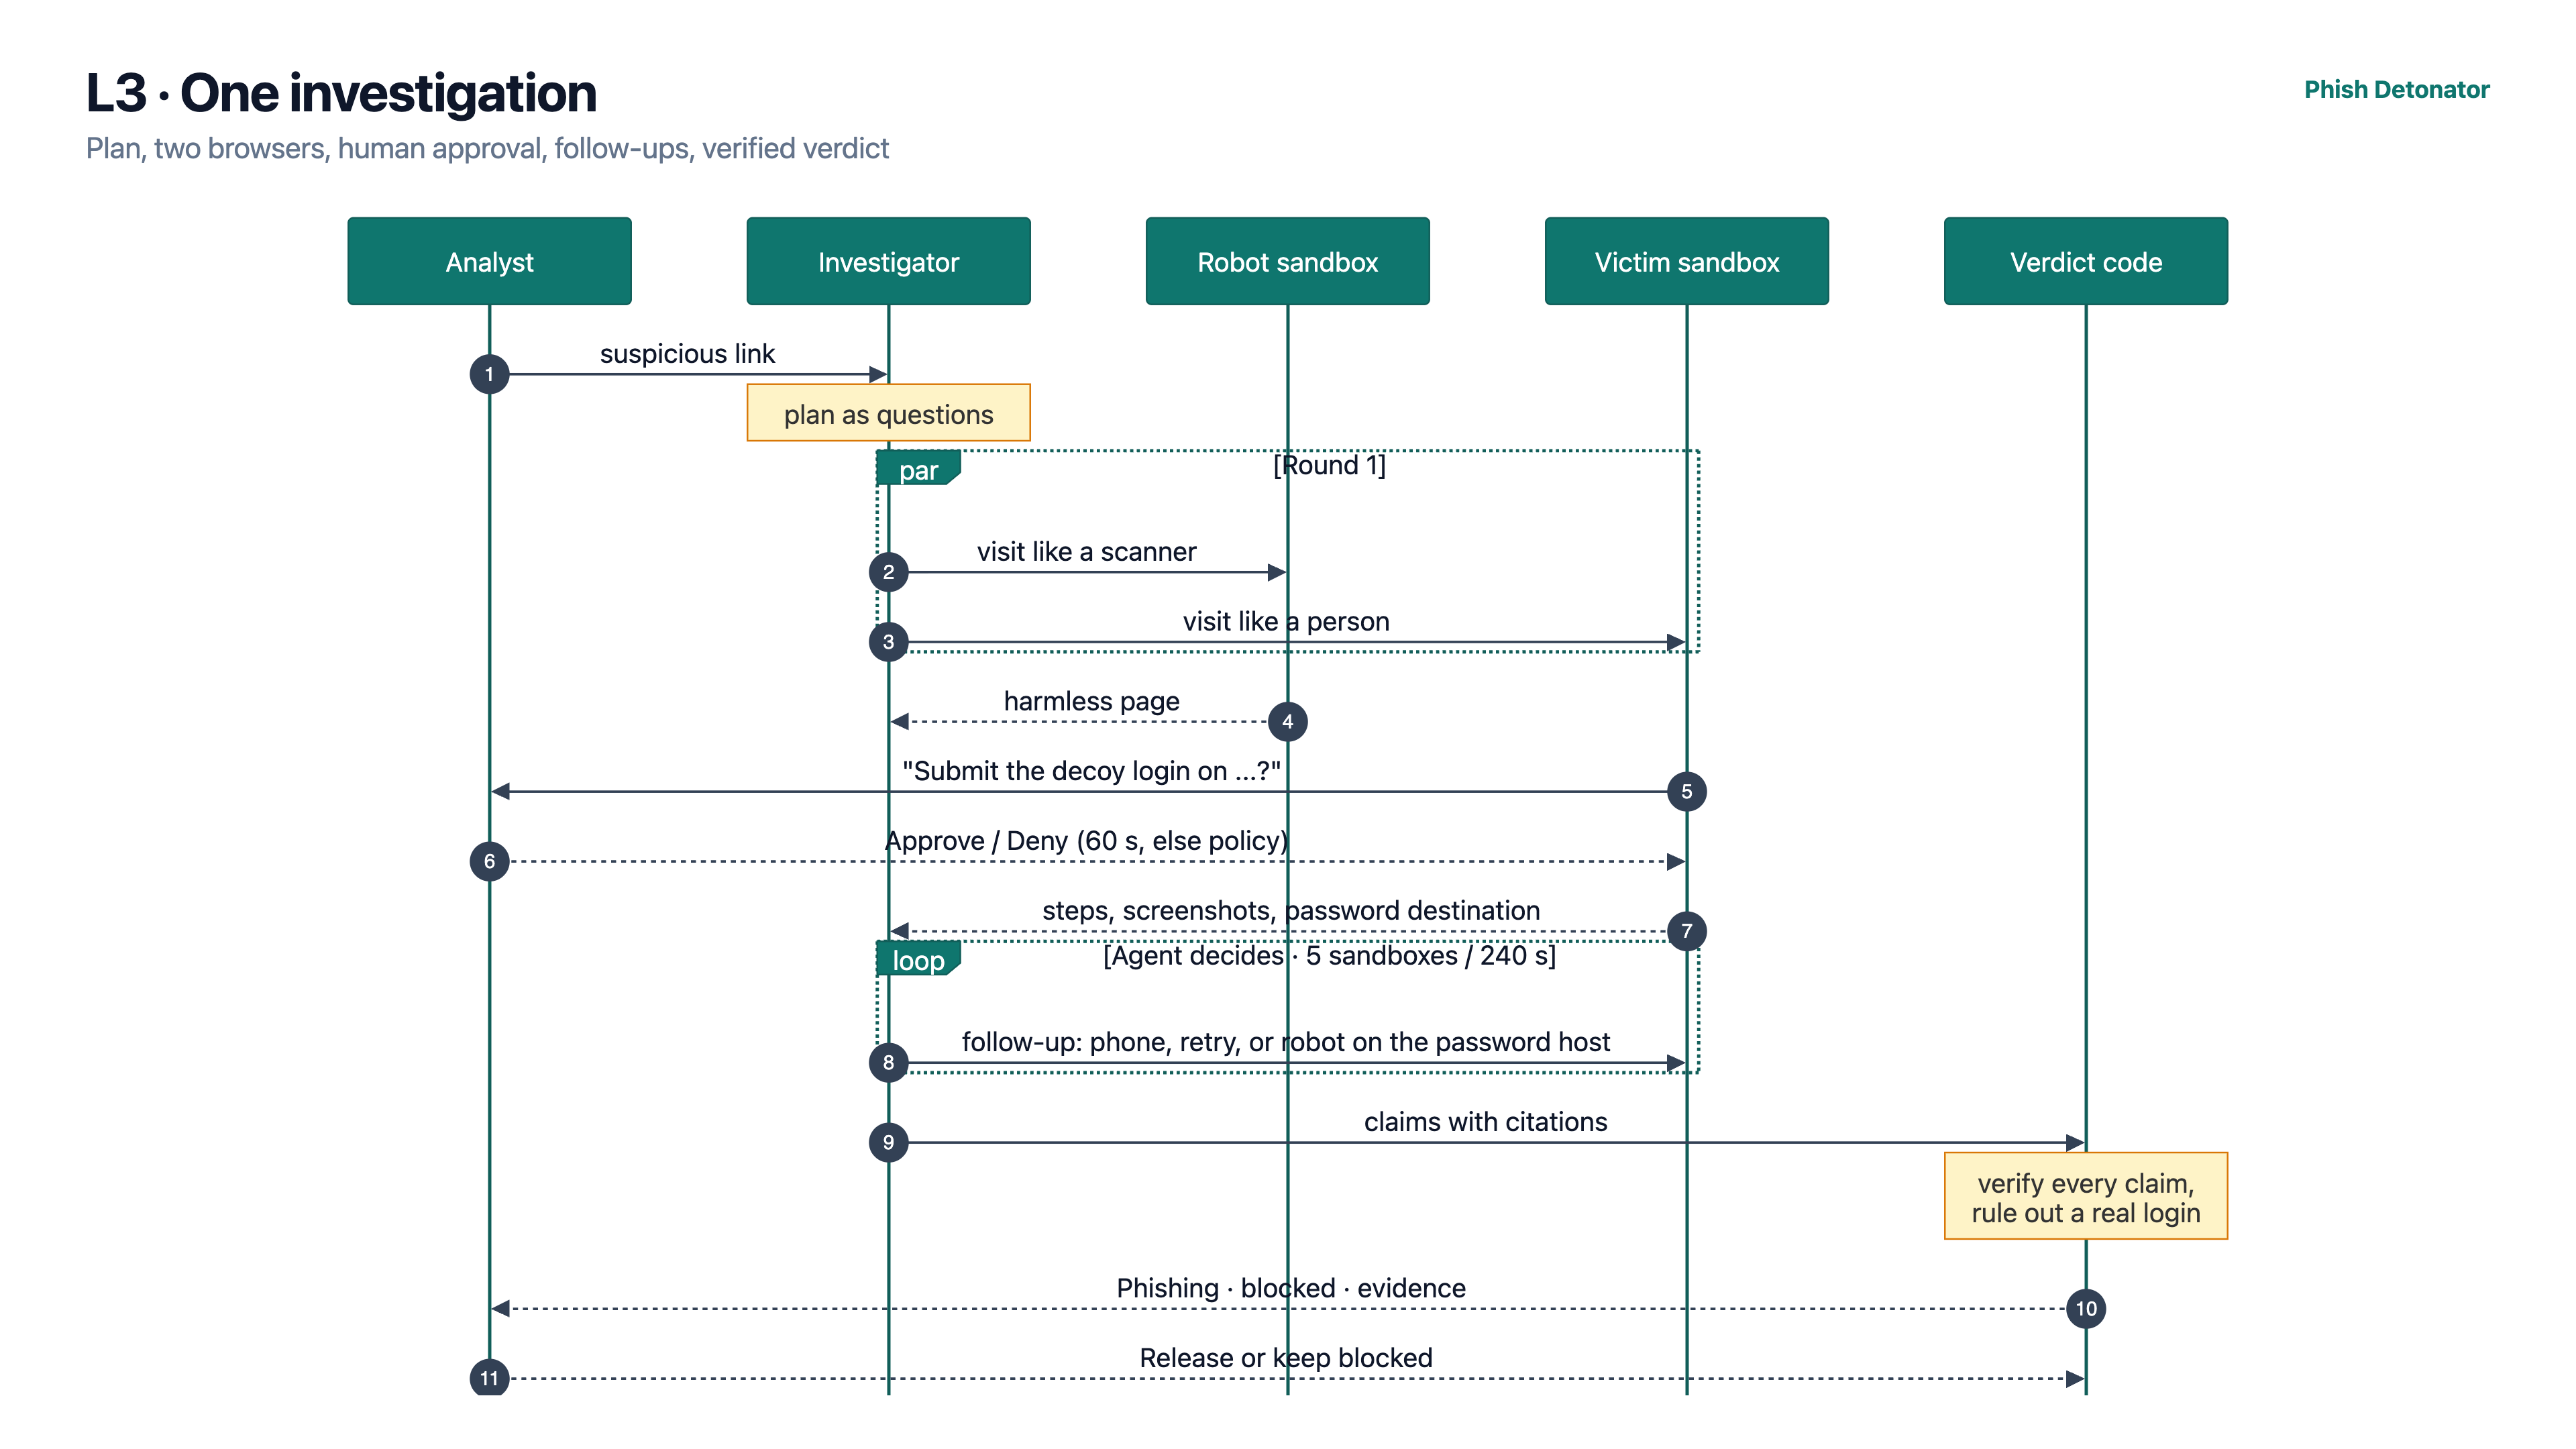 L3 · One investigation
Phish Detonator
Plan, two browsers, human approval, follow-ups, verified verdict
Analyst
Investigator
Robot sandbox
Victim sandbox
Verdict code
suspicious link
1
plan as questions
par
[Round 1]
visit like a scanner
2
visit like a person
3
harmless page
4
"Submit the decoy login on ...?"
5
Approve / Deny (60 s, else policy)
6
steps, screenshots, password destination
7
loop
[Agent decides · 5 sandboxes / 240 s]
follow-up: phone, retry, or robot on the password host
8
claims with citations
9
verify every claim,
rule out a real login
Phishing · blocked · evidence
10
Release or keep blocked
11